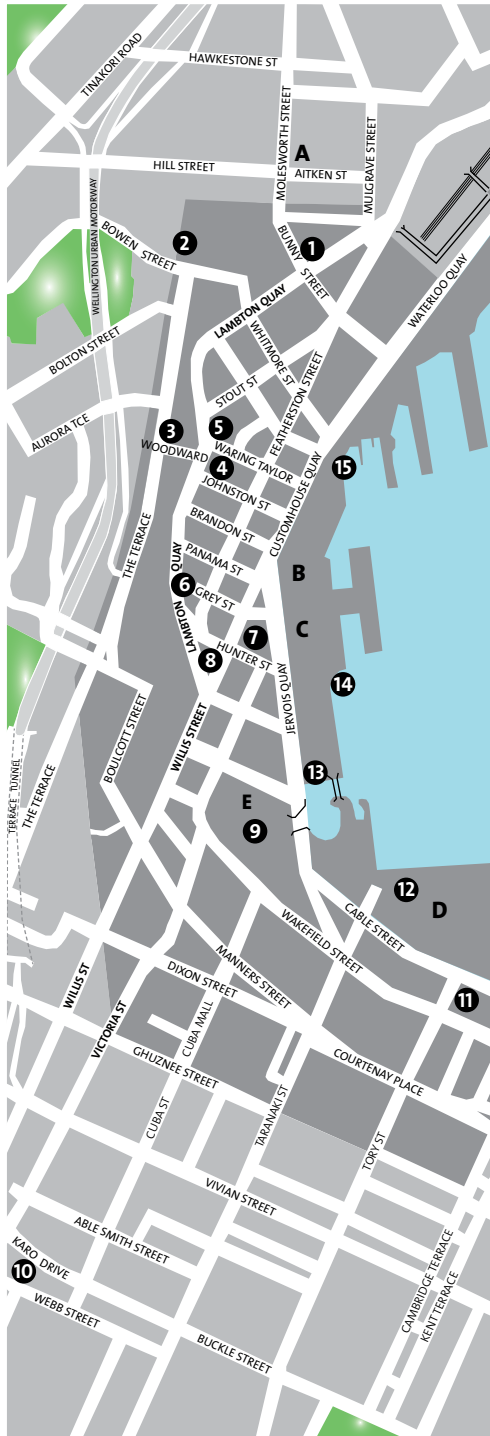 HAWKESTONE ST
TINAKORI ROAD
MOLESWORTH STREET
MULGRAVE STREET
A
HILL STREET
AITKEN ST
WELLINGTON URBAN MOTORWAY
BOWEN STREET
2
BUNNY STREET
1
WATERLOO QUAY
LAMBTON QUAY
WHITMORE ST
BOLTON STREET
STOUT ST
FEATHERSTON STREET
AURORA TCE
3
WOODWARD
5
WARING TAYLOR
4
JOHNSTON ST
15
CUSTOMHOUSE QUAY
BRANDON ST
THE TERRACE
PANAMA ST
B
LAMBTON QUAY
6
GREY ST
7
C
HUNTER ST
8
14
JERVOIS QUAY
BOULCOTT STREET
WILLIS STREET
13
TERRACE TUNNEL
THE TERRACE
E
9
12
CABLE STREET
D
WAKEFIELD STREET
MANNERS STREET
DIXON STREET
11
WILLIS ST
VICTORIA ST
CUBA MALL
COURTENAY PLACE
GHUZNEE STREET
CUBA ST
TARANAKI ST
TORY ST
VIVIAN STREET
ABLE SMITH STREET
KARO DRIVE
10
WEBB STREET
CAMBRIDGE TERRACE
KENT TERRACE
BUCKLE STREET